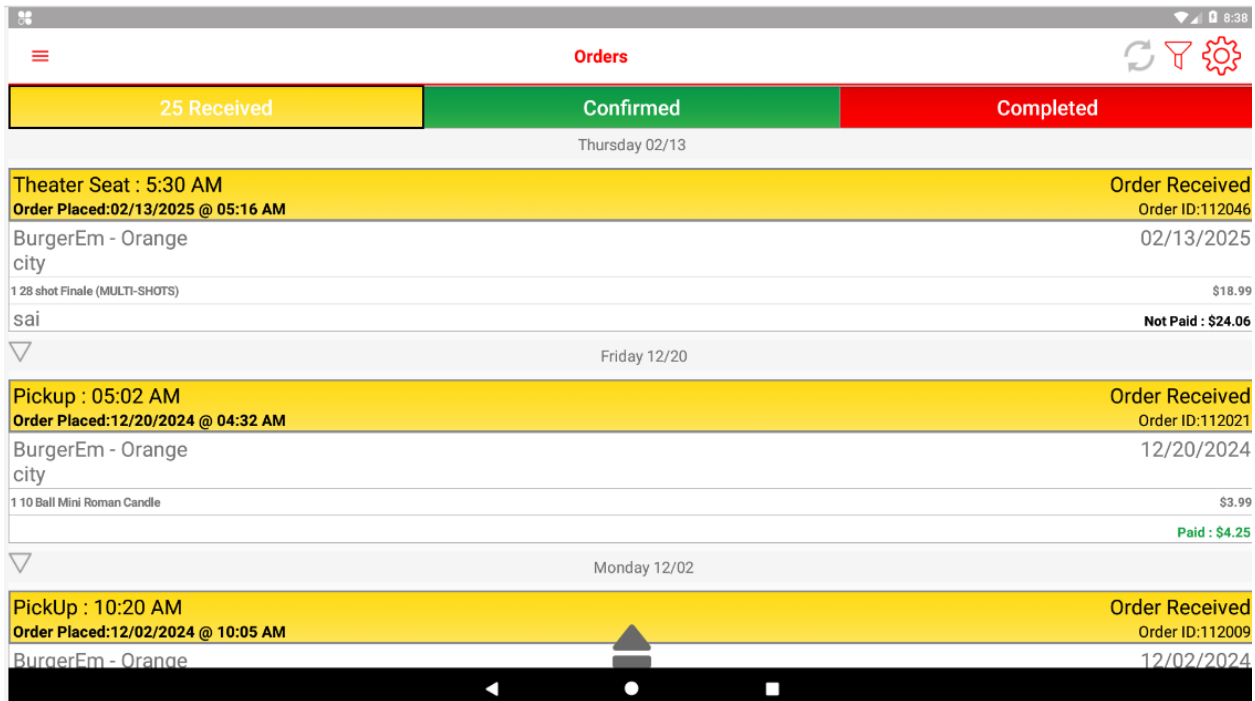 8:38
Orders
25 Received
Confirmed
Completed
Thursday 02/13
Theater Seat : 5:30 AM
Order Received
Order Placed:02/13/2025 @ 05:16 AM
Order ID:112046
BurgerEm - Orange
02/13/2025
city
1 28 shot Finale (MULTI-SHOTS)
$18.99
sai
Not Paid : $24.06
Friday 12/20
Pickup : 05:02 AM
Order Received
Order Placed:12/20/2024 @ 04:32 AM
Order ID:112021
BurgerEm - Orange
12/20/2024
city
1 10 Ball Mini Roman Candle
$3.99
Paid : $4.25
Monday 12/02
PickUp : 10:20 AM
Order Received
Order Placed:12/02/2024 @ 10:05 AM
Order ID:112009
BurgerEm - Orange
12/02/2024